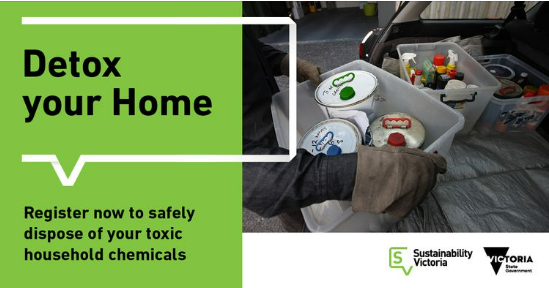 Detox
your Home
Register now to safely
dispose of your toxic
household chemicals
S
Sustainability
Victoria
VICTORIA
State
Government